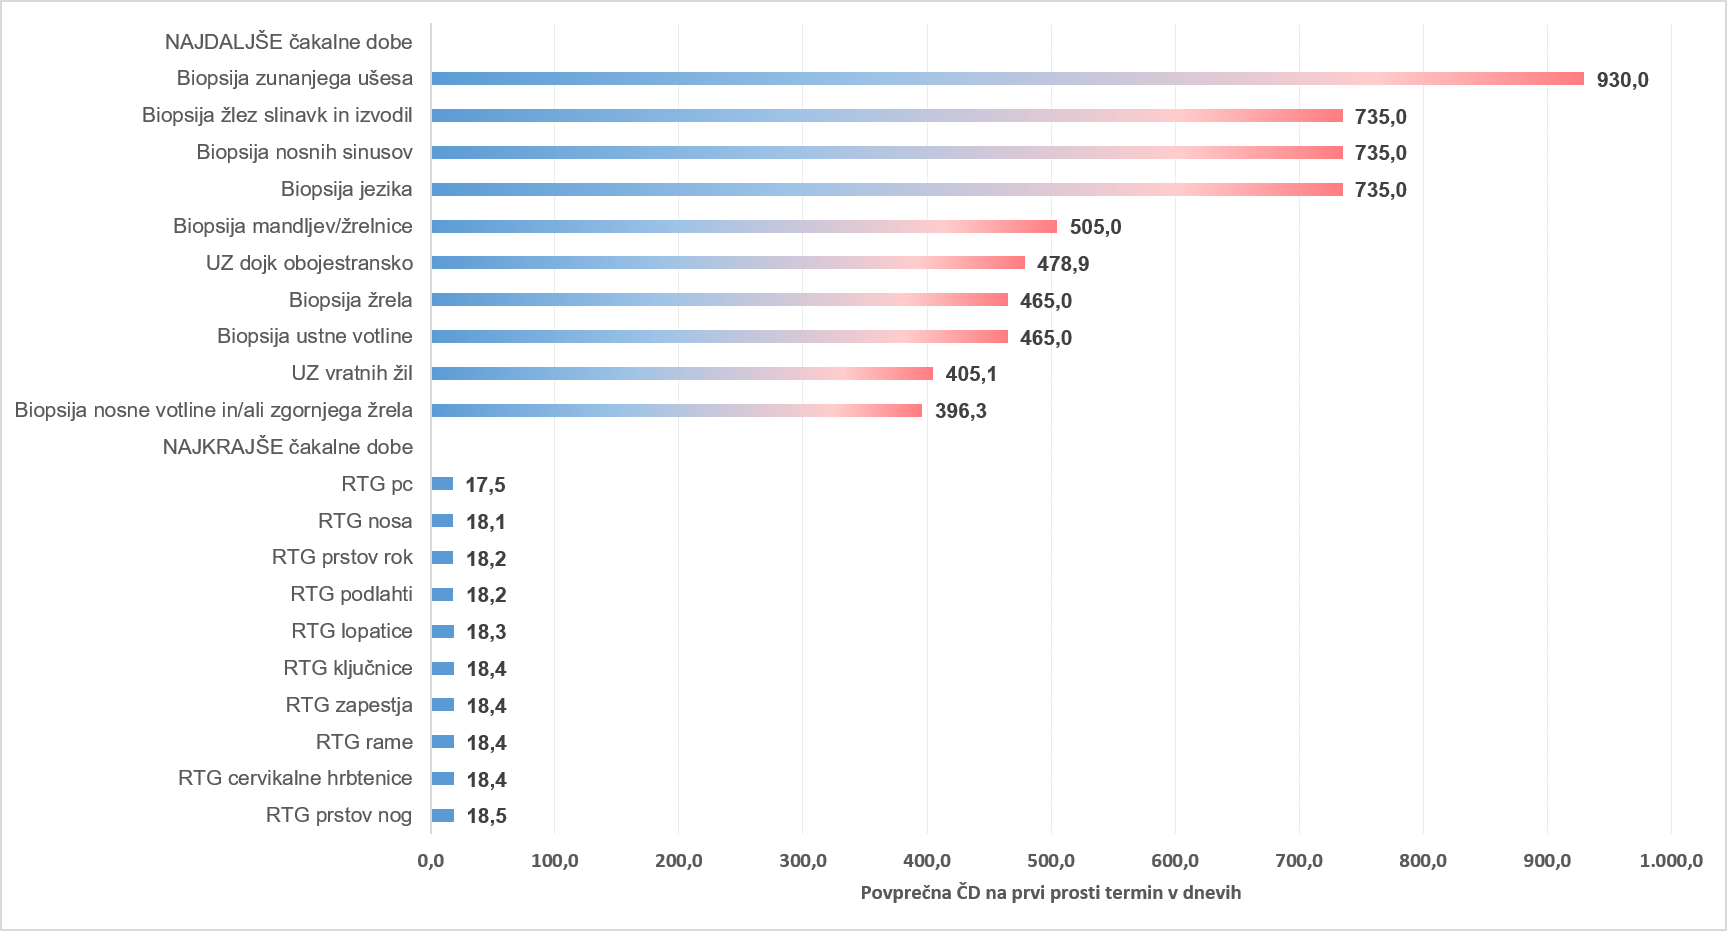 NAJDALJŠE čakalne dobe
Biopsija zunanjega ušesa 930,0
Biopsija žlez slinavk in izvodil 735,0
Biopsija nosnih sinusov 735,0
Biopsija jezika 735,0
Biopsija mandljev/žrelnice 505,0
UZ dojk obojestransko 478,9
Biopsija žrela 465,0
Biopsija ustne votline 465,0
UZ vratnih žil 405,1
Biopsija nosne votline in/ali zgornjega žrela 396,3
NAJKRAJŠE čakalne dobe
RTG pc 17,5
RTG nosa 18,1
RTG prstov rok 18,2
RTG podlahti 18,2
RTG lopatice 18,3
RTG ključnice 18,4
RTG zapestja 18,4
RTG rame 18,4
RTG cervikalne hrbtenice 18,4
RTG prstov nog 18,5
0,0 100,0 200,0 300,0 400,0 500,0 600,0 700,0 800,0 900,0 1.000,0
Povprečna ČD na prvi prosti termin v dnevih